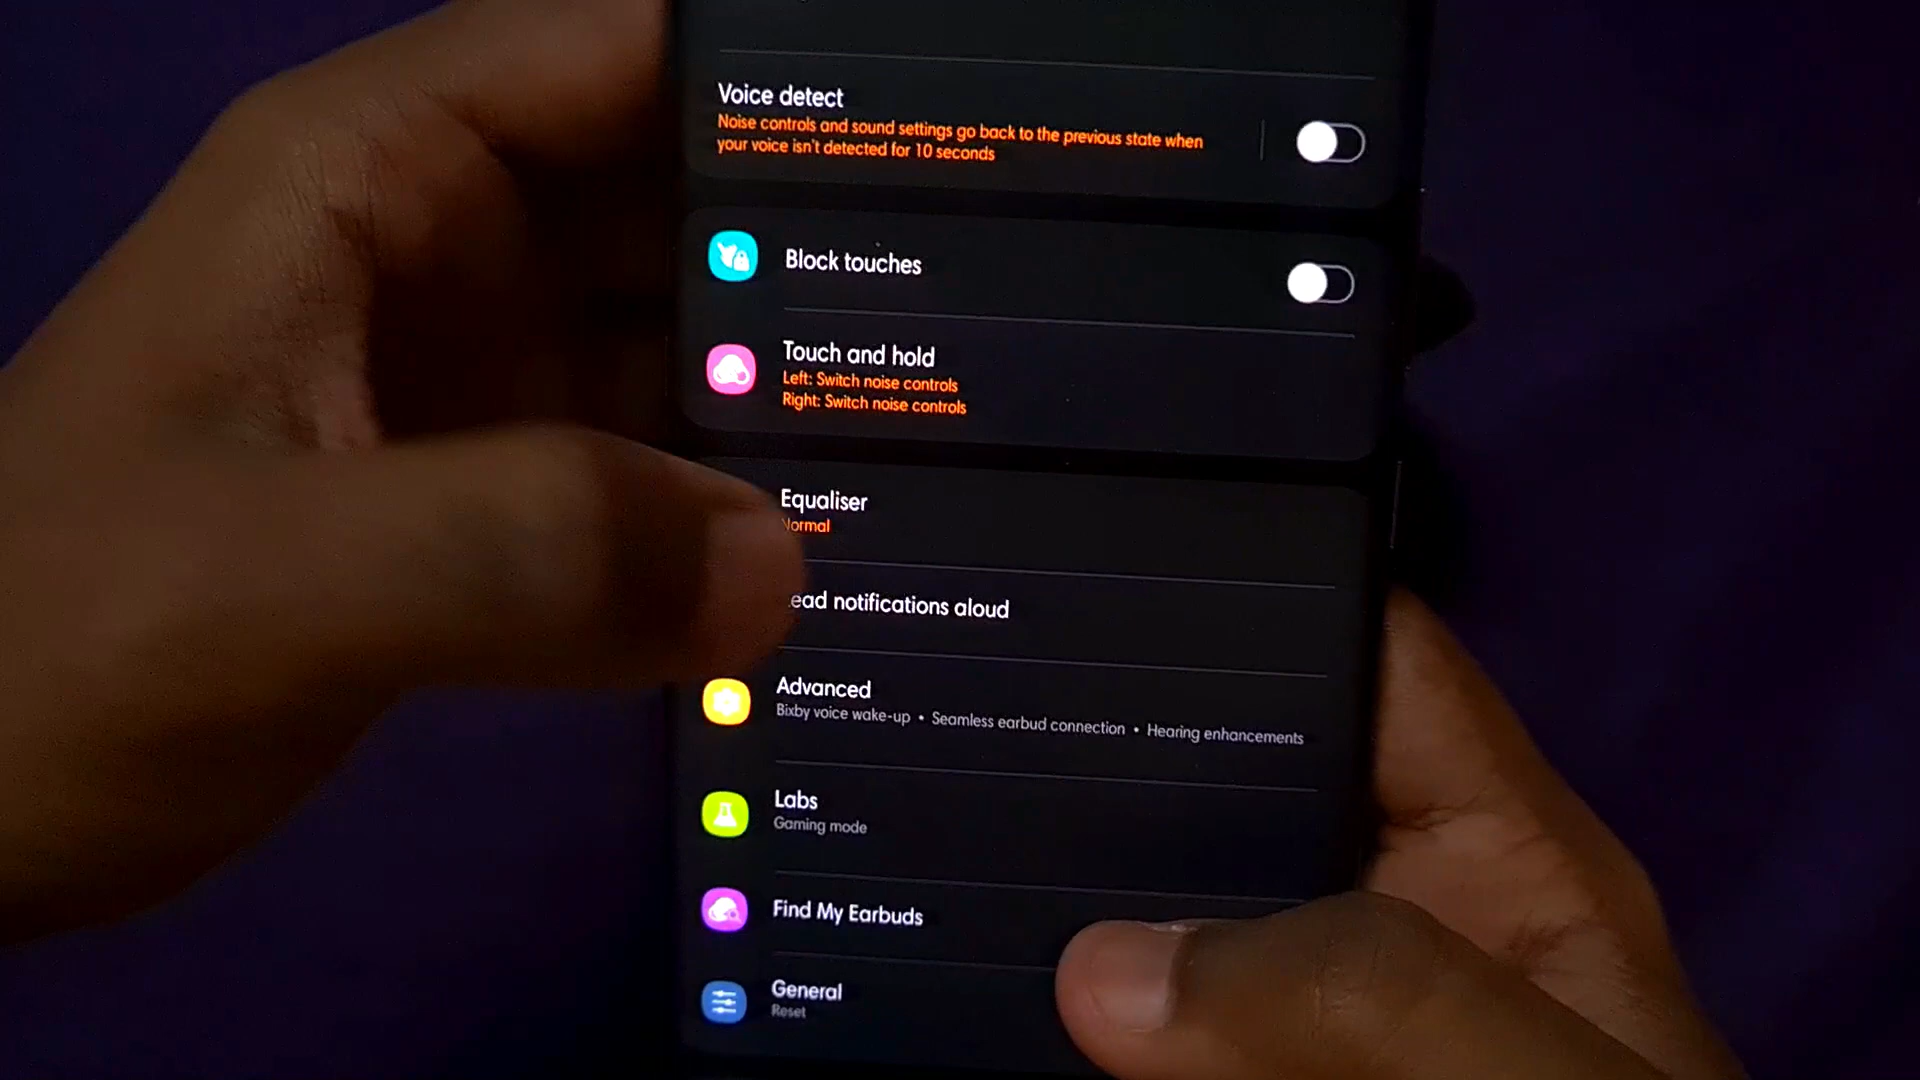 Voice detect
Noise controls and sound settings go back to the previous state when
your voice isn't detected for 10 seconds
Block touches
Touch and hold
Left: Switch noise controls
Right: Switch noise controls
Equaliser
Normal
ead notifications aloud
Advanced
Bixby voice wake-up • Seamless earbud connection • Hearing enhancements
Labs
Gaming mode
Find My Earbuds
General
Reset